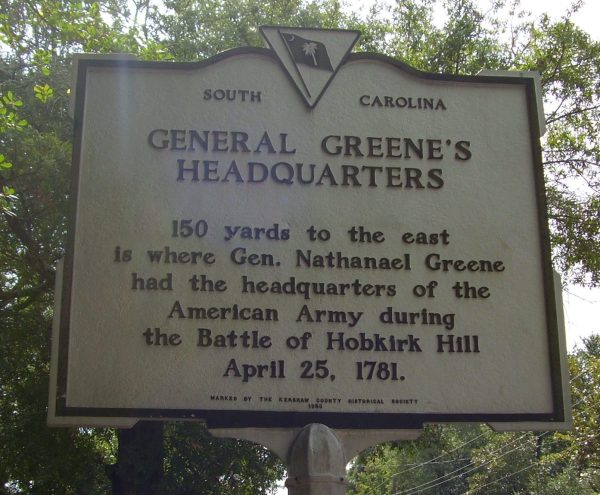 SOUTH CAROLINA
GENERAL GREENE'S
HEADQUARTERS
150 yards to the east
is where Gen. Nathanael Greene
had the headquarters of the
American Army during
the Battle of Hobkirk Hill
April 25, 1781.
MARKED BY THE KERSHAW COUNTY HISTORICAL SOCIETY